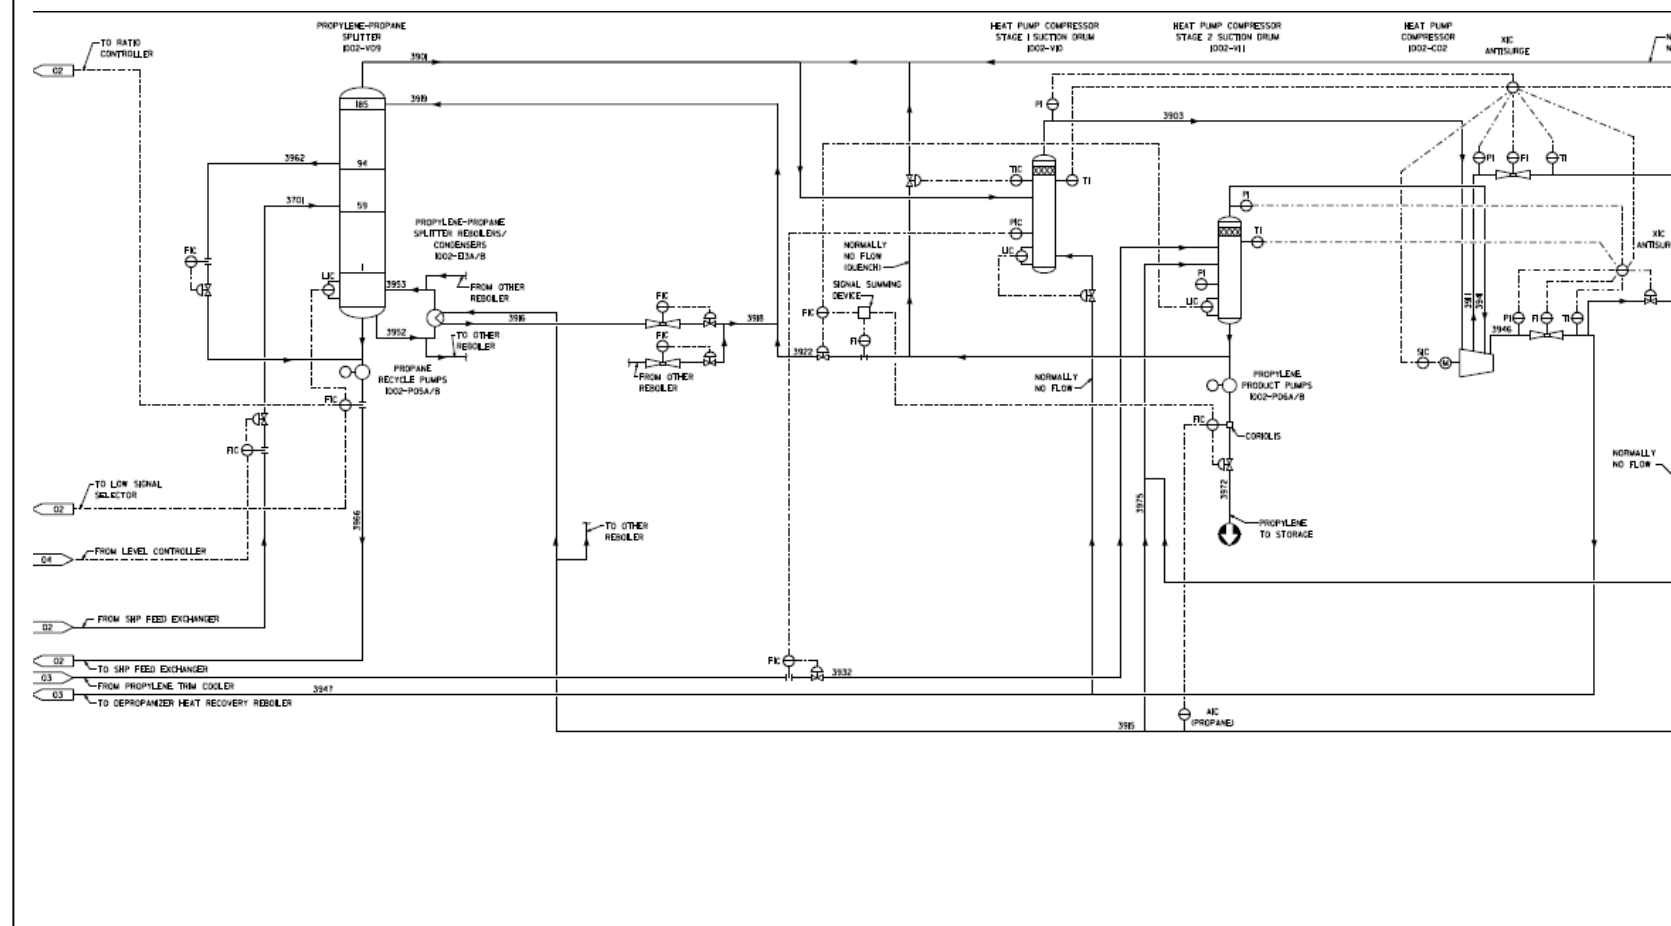 PROPYLENE-PROPANE
SPLITTER
1002-V09
HEAT PUMP COMPRESSOR
STAGE 1 SUCTION DRUM
1002-V10
HEAT PUMP COMPRESSOR
STAGE 2 SUCTION DRUM
1002-V11
HEAT PUMP
COMPRESSOR
1002-C02
XIC
ANTISURGE
TO RATIO
CONTROLLER
02
3901
185
3919
PI
3903
3962
94
TIC
TI
PI
FI
TI
3701
59
PI
PROPYLENE-PROPANE
SPLITTER REBOILERS/
CONDENSERS
1002-E13A/B
PIC
TI
XIC
FIC
NORMALLY
NO FLOW
(QUENCH)
LIC
1
LIC
3953
FROM OTHER
REBOILER
SIGNAL SUMMING
DEVICE
PI
LIC
FIC
3911
3941
3916
3918
FIC
PI
FI
TI
3946
3952
TO OTHER
REBOILER
FIC
FI
3922
SIC
M
PROPANE
RECYCLE PUMPS
1002-P05A/B
FROM OTHER
REBOILER
NORMALLY
NO FLOW
PROPYLENE
PRODUCT PUMPS
1002-P06A/B
FIC
FIC
CORIOLIS
FIC
NORMALLY
NO FLOW
TO LOW SIGNAL
SELECTOR
02
3972
3975
3966
TO OTHER
REBOILER
PROPYLENE
TO STORAGE
FROM LEVEL CONTROLLER
04
FROM SHP FEED EXCHANGER
02
02
TO SHP FEED EXCHANGER
FIC
3932
03
FROM PROPYLENE TRIM COOLER
3947
03
TO DEPROPANIZER HEAT RECOVERY REBOILER
3915
AIC
(PROPANE)